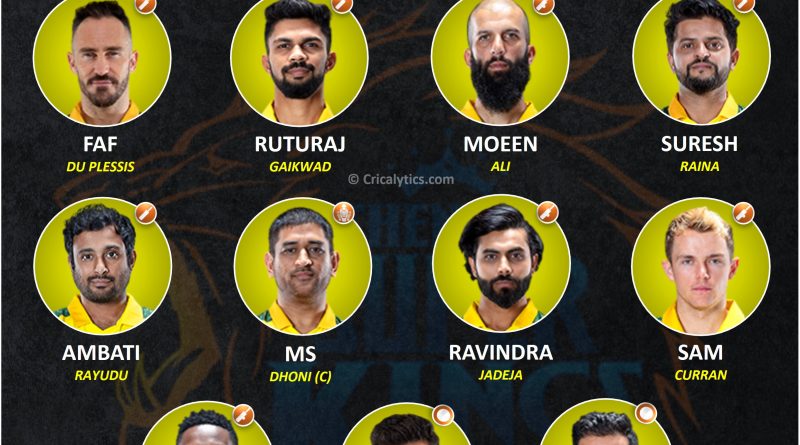 FAF RUTURAJ MOEEN SURESH
DU PLESSIS GAIKWAD ALI RAINA
© Cricalytics.com
AMBATI MS RAVINDRA SAM
RAYUDU DHONI (C) JADEJA CURRAN
KINGS